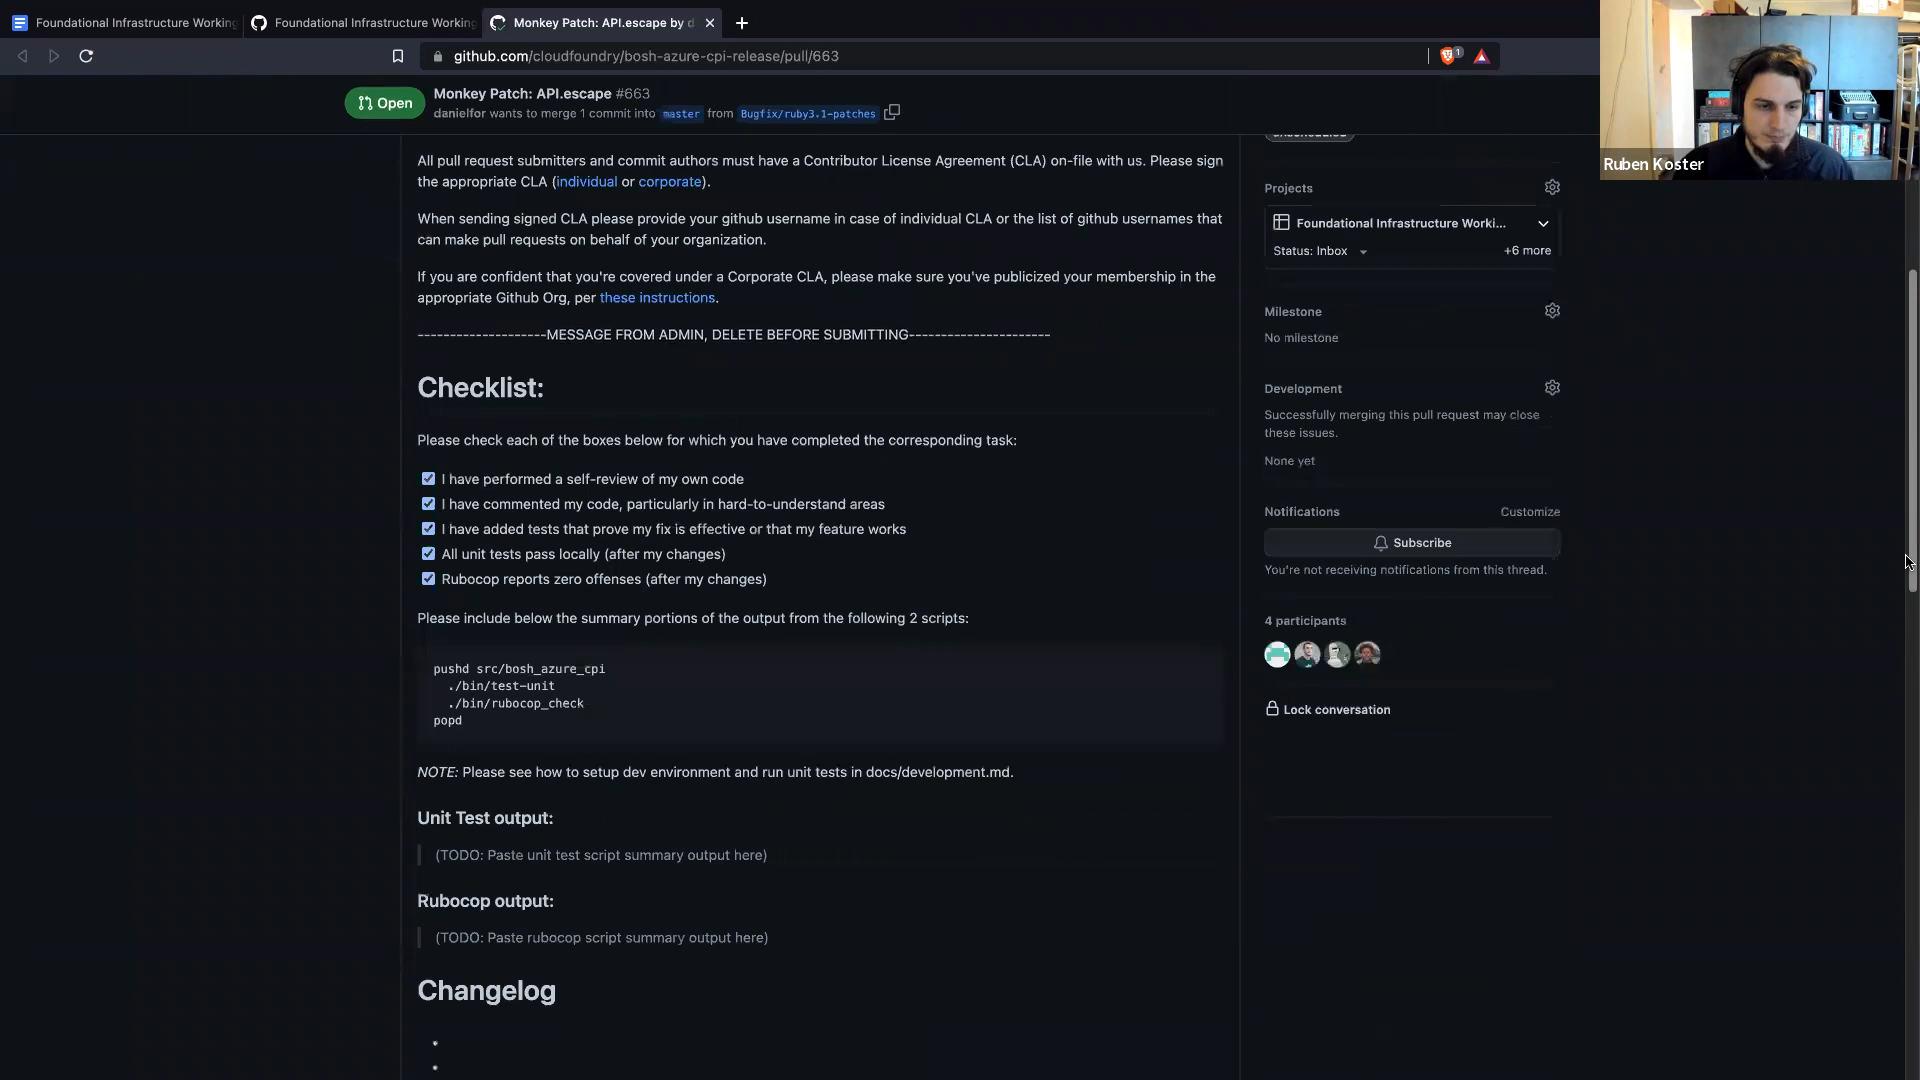 Foundational Infrastructure Working
Foundational Infrastructure Working
Monkey Patch: API.escape by d
github.com/cloudfoundry/bosh-azure-cpi-release/pull/663
1
Open
Monkey Patch: API.escape #663
danielfor wants to merge 1 commit into master from Bugfix/ruby3.1-patches
Ruben Koster
All pull request submitters and commit authors must have a Contributor License Agreement (CLA) on-file with us. Please sign
the appropriate CLA (individual or corporate).
When sending signed CLA please provide your github username in case of individual CLA or the list of github usernames that
can make pull requests on behalf of your organization.
If you are confident that you're covered under a Corporate CLA, please make sure you've publicized your membership in the
appropriate Github Org, per these instructions.
--------------------MESSAGE FROM ADMIN, DELETE BEFORE SUBMITTING----------------------
Checklist:
Please check each of the boxes below for which you have completed the corresponding task:
I have performed a self-review of my own code
I have commented my code, particularly in hard-to-understand areas
I have added tests that prove my fix is effective or that my feature works
All unit tests pass locally (after my changes)
Rubocop reports zero offenses (after my changes)
Please include below the summary portions of the output from the following 2 scripts:
pushd src/bosh_azure_cpi
./bin/test-unit
./bin/rubocop_check
popd
NOTE: Please see how to setup dev environment and run unit tests in docs/development.md.
Unit Test output:
(TODO: Paste unit test script summary output here)
Rubocop output:
(TODO: Paste rubocop script summary output here)
Changelog
Projects
Foundational Infrastructure Worki...
Status: Inbox
+6 more
Milestone
No milestone
Development
Successfully merging this pull request may close
these issues.
None yet
Notifications
Customize
Subscribe
You're not receiving notifications from this thread.
4 participants
Lock conversation